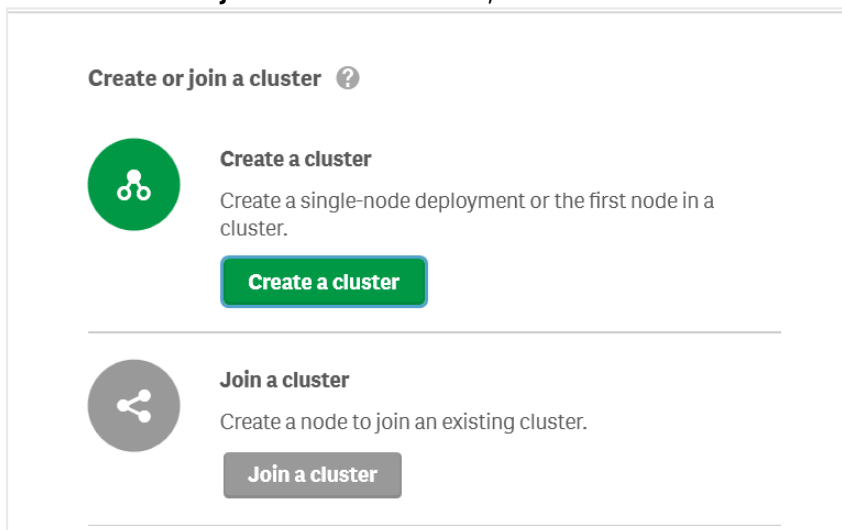 Create or join a cluster ?
Create a cluster
Create a single-node deployment or the first node in a
cluster.
Create a cluster
Join a cluster
Create a node to join an existing cluster.
Join a cluster